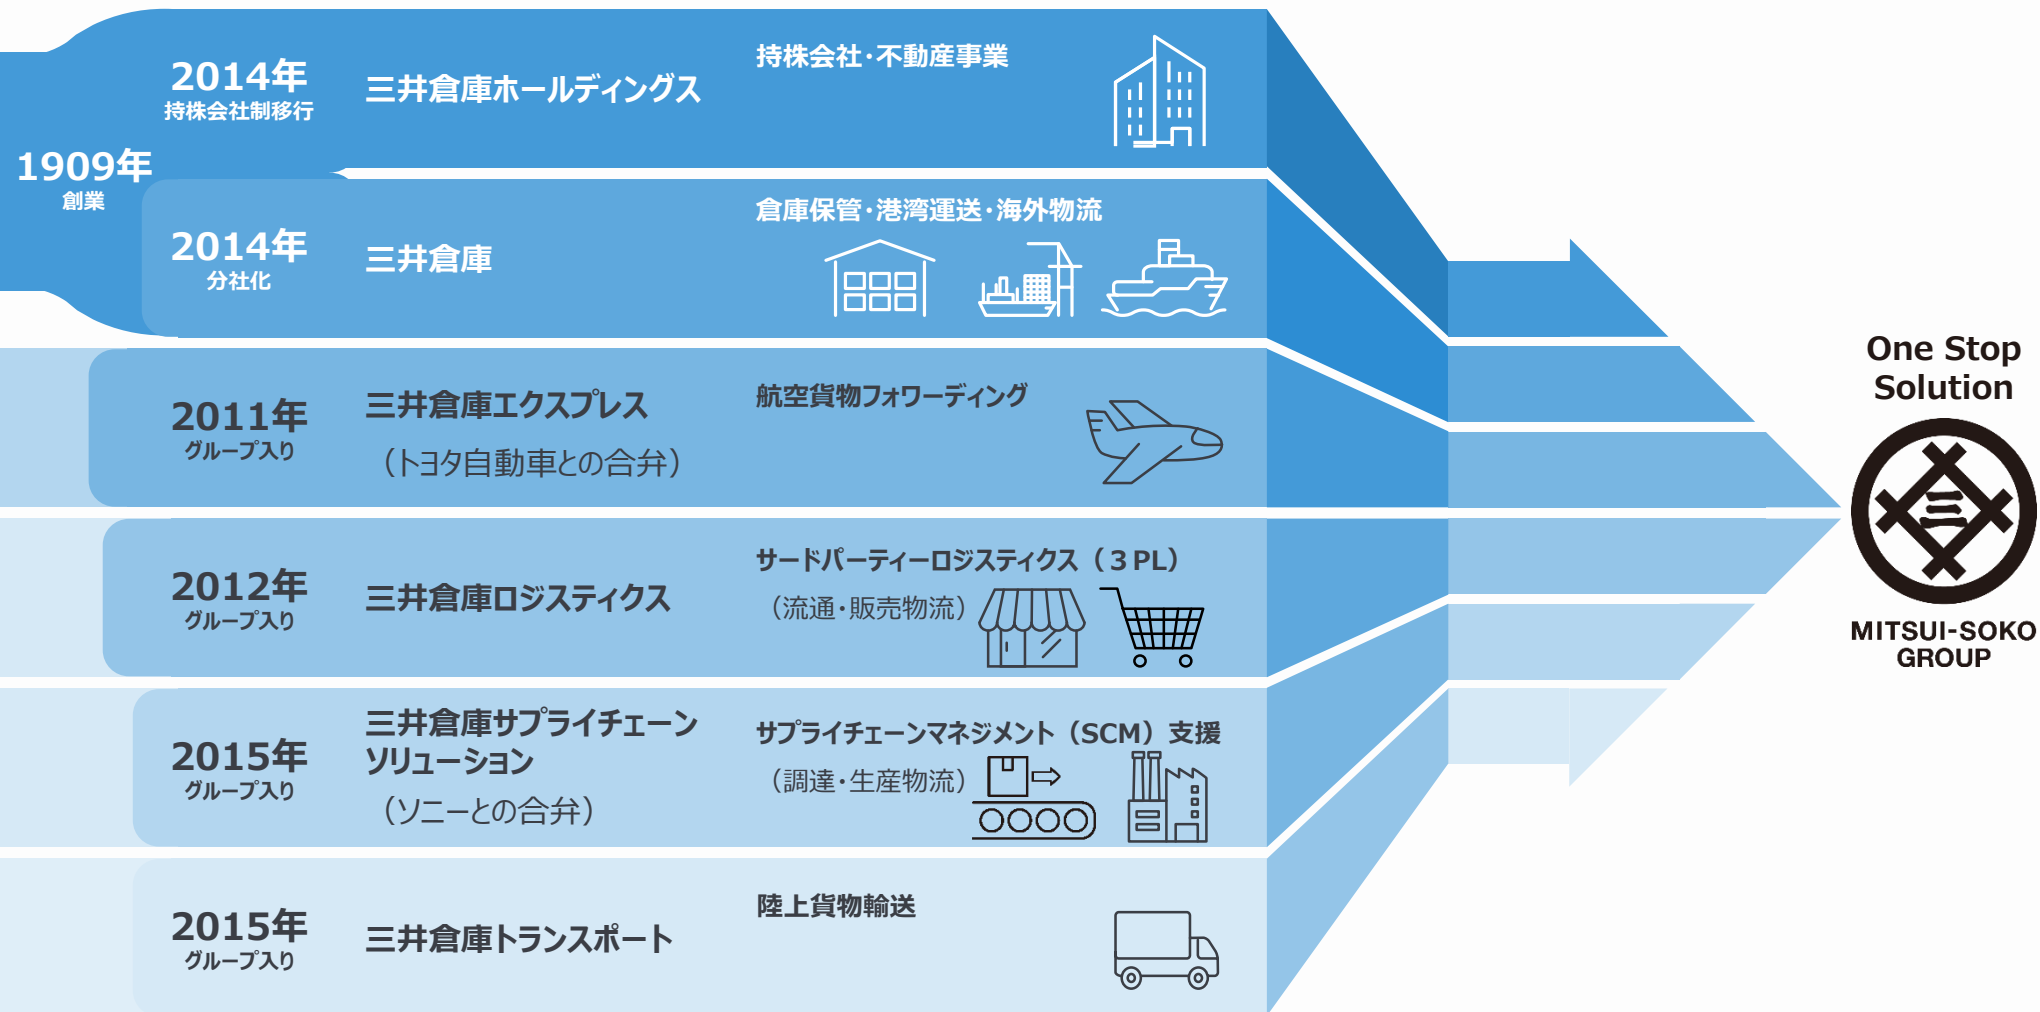 1909年
創業
2014年
持株会社制移行
三井倉庫ホールディングス
持株会社・不動産事業
2014年
分社化
三井倉庫
倉庫保管・港湾運送・海外物流
2011年
グループ入り
三井倉庫エクスプレス
（トヨタ自動車との合弁）
航空貨物フォワーディング
2012年
グループ入り
三井倉庫ロジスティクス
サードパーティーロジスティクス（３PL）
（流通・販売物流）
2015年
グループ入り
三井倉庫サプライチェーン
ソリューション
（ソニーとの合弁）
サプライチェーンマネジメント（SCM）支援
（調達・生産物流）
2015年
グループ入り
三井倉庫トランスポート
陸上貨物輸送
One Stop
Solution
三
MITSUI-SOKO
GROUP